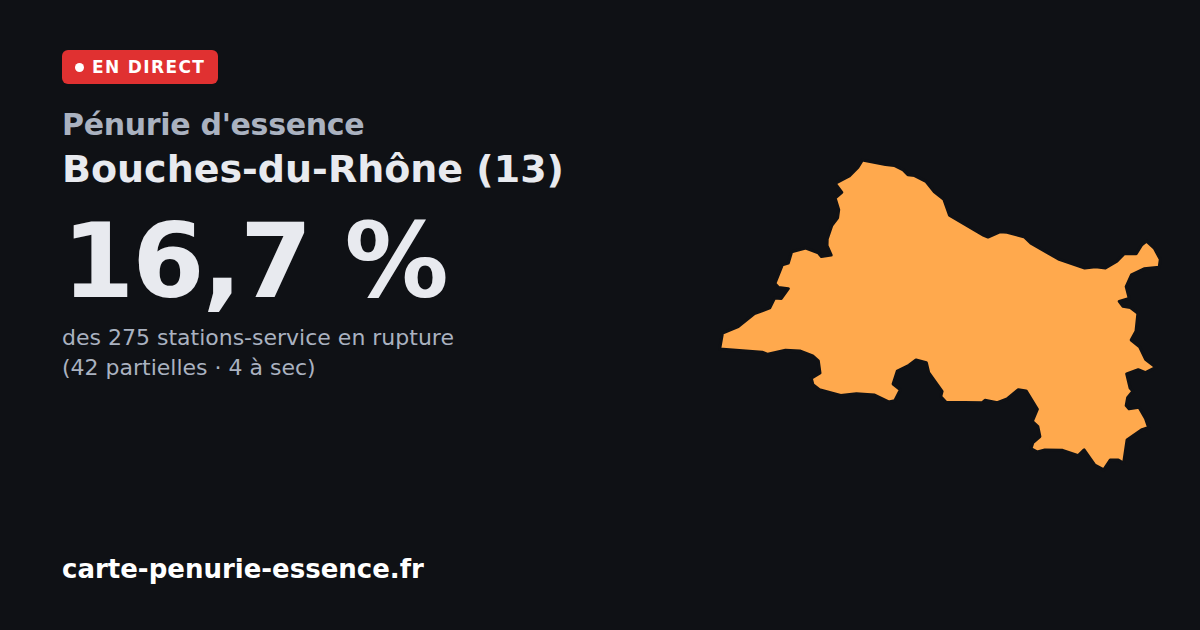 EN DIRECT
Pénurie d'essence
Bouches-du-Rhône (13)
16,7 %
des 275 stations-service en rupture
(42 partielles · 4 à sec)
carte-penurie-essence.fr